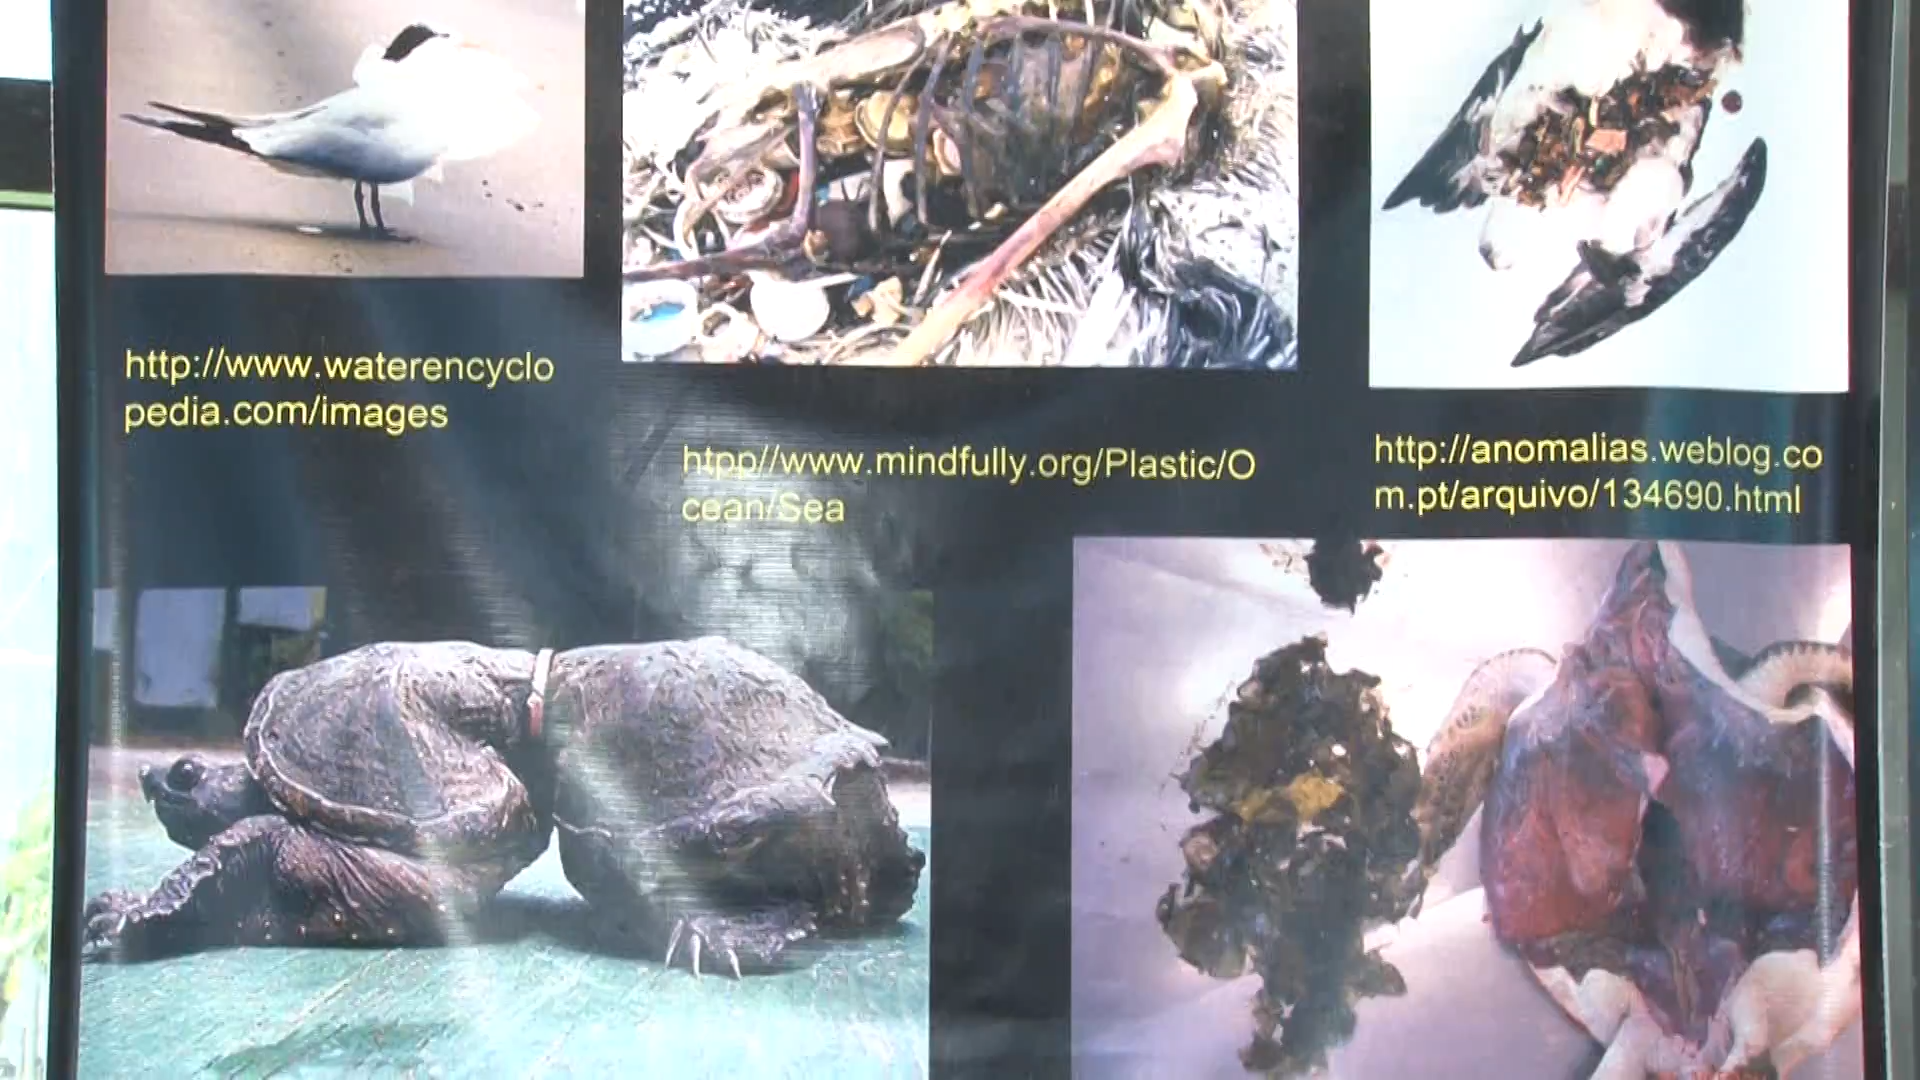 http://www.waterencyclo
pedia.com/images
htpp//www.mindfully.org/Plastic/O
cean/Sea
http://anomalias.weblog.co
m.pt/arquivo/134690.html